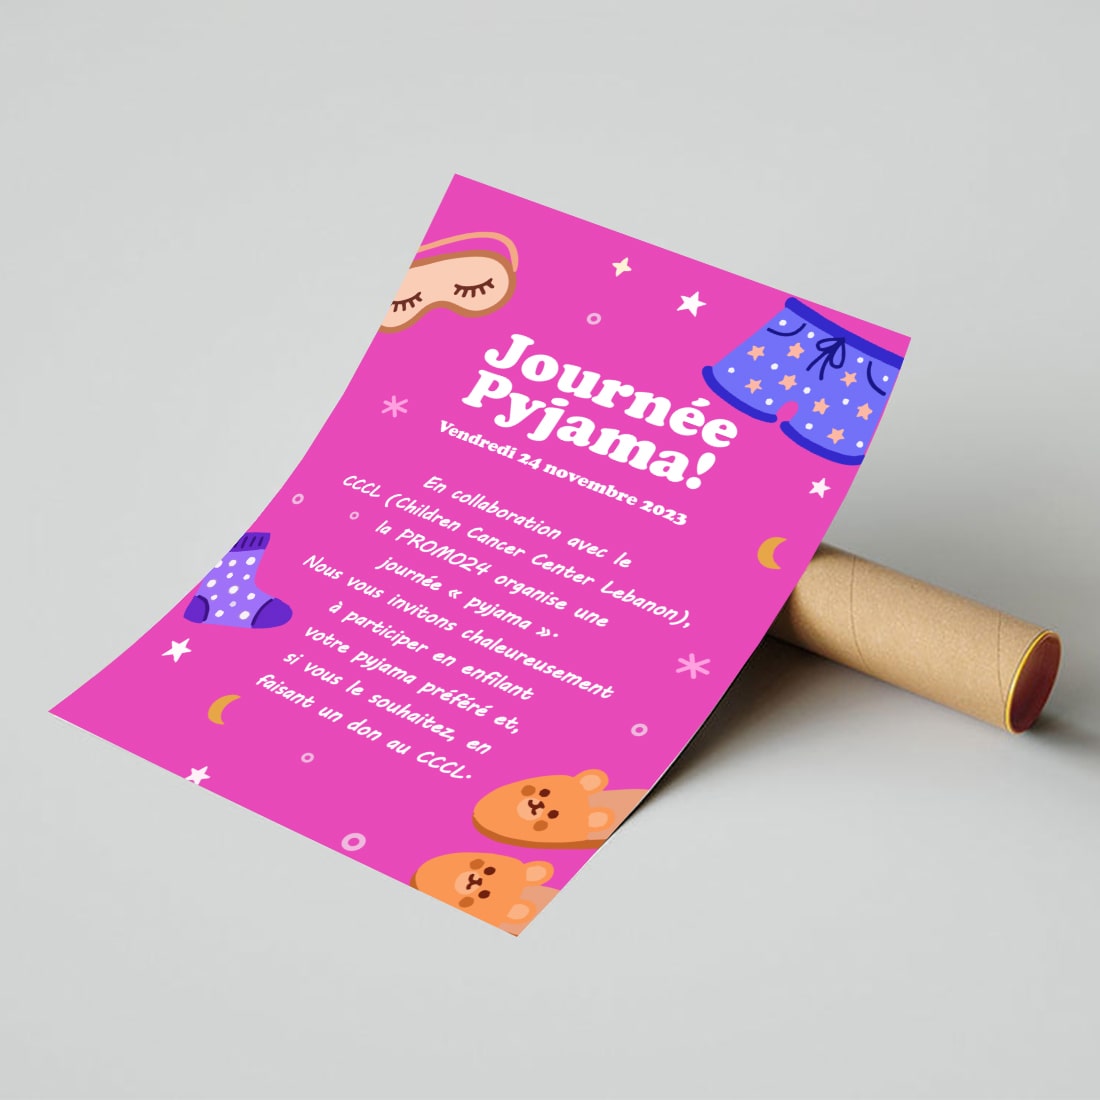 Journée
Pyjama!
Vendredi 24 novembre 2023
En collaboration avec le
CCCL (Children Cancer Center Lebanon),
la PROMO24 organise une
journée « pyjama ».
Nous vous invitons chaleureusement
à participer en enfilant
votre pyjama préféré et,
si vous le souhaitez, en
faisant un don au CCCL.